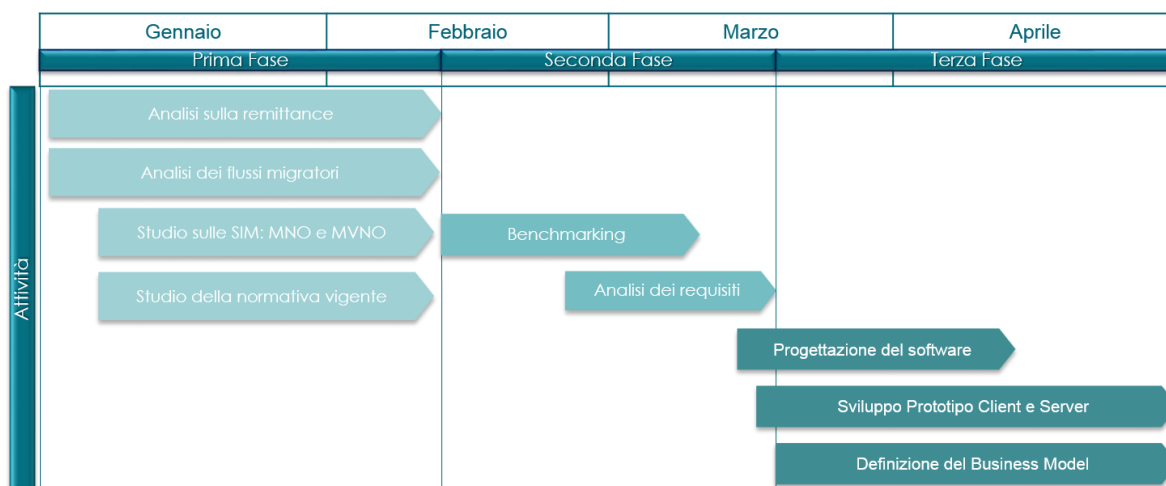 Gennaio
Febbraio
Marzo
Aprile
Prima Fase
Seconda Fase
Terza Fase
Attività
Analisi sulla remittance
Analisi dei flussi migratori
Studio sulle SIM: MNO e MVNO
Benchmarking
Studio della normativa vigente
Analisi dei requisiti
Progettazione del software
Sviluppo Prototipo Client e Server
Definizione del Business Model